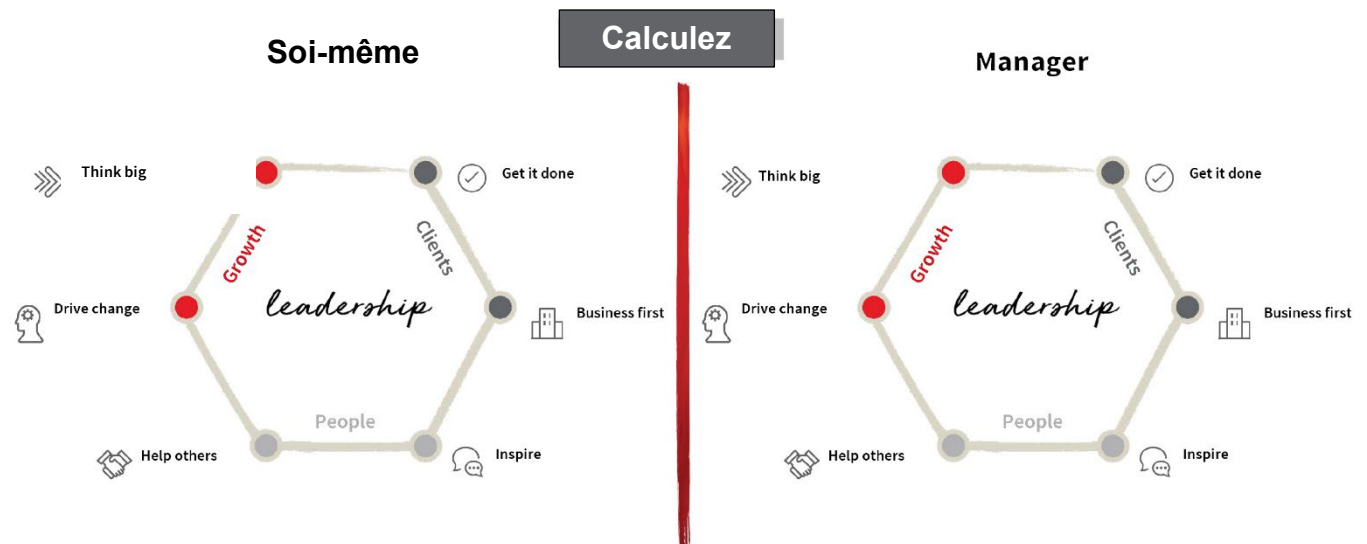 Calculez
Soi-même
Think big
Get it done
Growth
Clients
leadership
Drive change
Business first
People
Help others
Inspire
Manager
Think big
Get it done
Growth
Clients
leadership
Drive change
Business first
People
Help others
Inspire